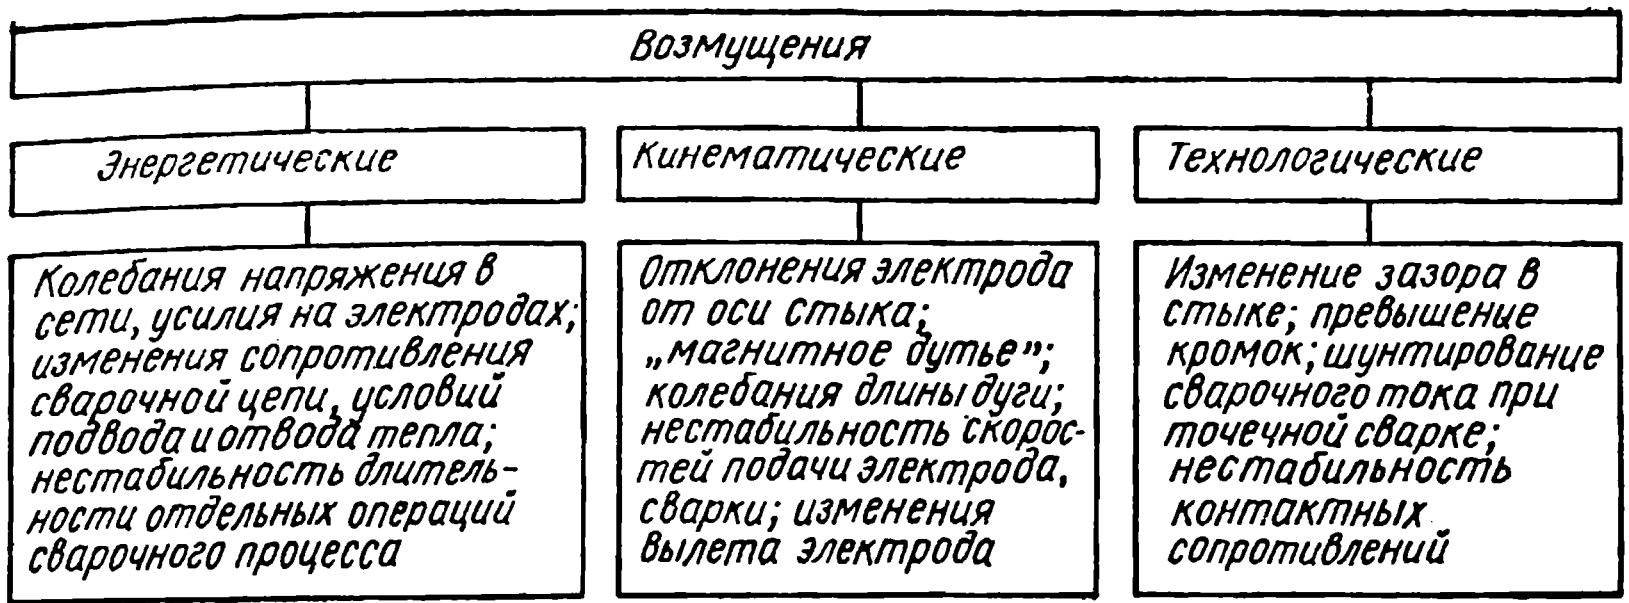 Возмущения
Энергетические
Колебания напряжения в
сети, усилия на электродах;
изменения сопротивления
сварочной цепи, условий
подвода и отвода тепла;
нестабильность длитель-
ности отдельных операций
сварочного процесса
Кинематические
Отклонения электрода
от оси стыка;
„магнитное дутье”;
колебания длины дуги;
нестабильность скорос-
тей подачи электрода,
сварки; изменения
вылета электрода
Технологические
Изменение зазора в
стыке; превышение
кромок; шунтирование
сварочного тока при
точечной сварке;
нестабильность
контактных
сопротивлений